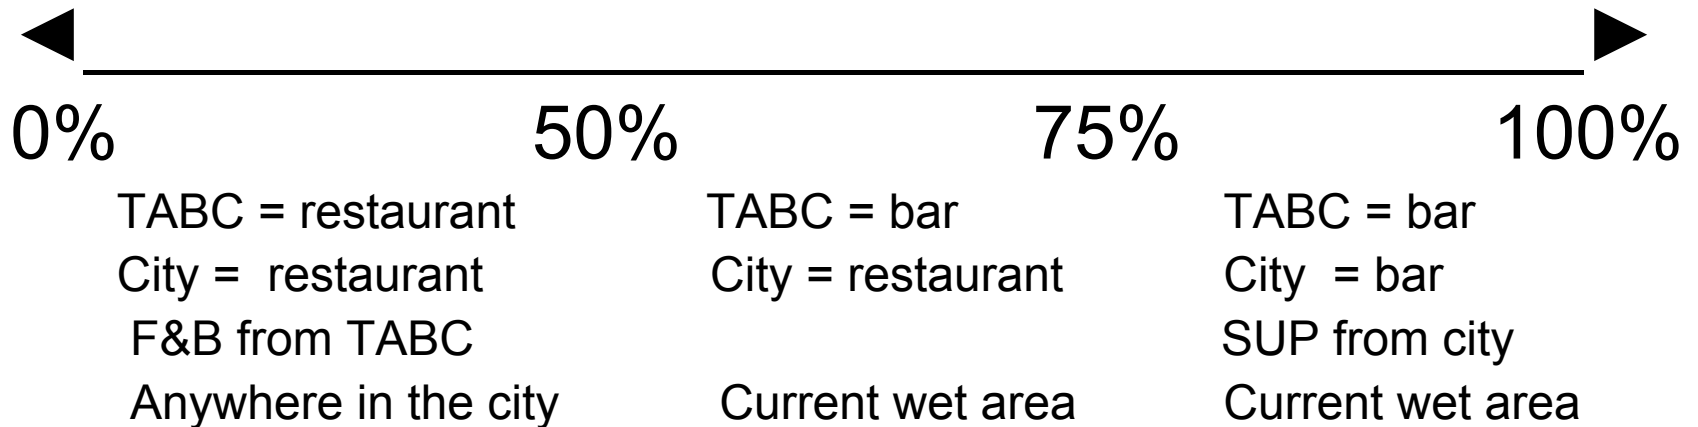 0% 50% 75% 100%
TABC = restaurant TABC = bar TABC = bar
City = restaurant City = restaurant City = bar
F&B from TABC SUP from city
Anywhere in the city Current wet area Current wet area